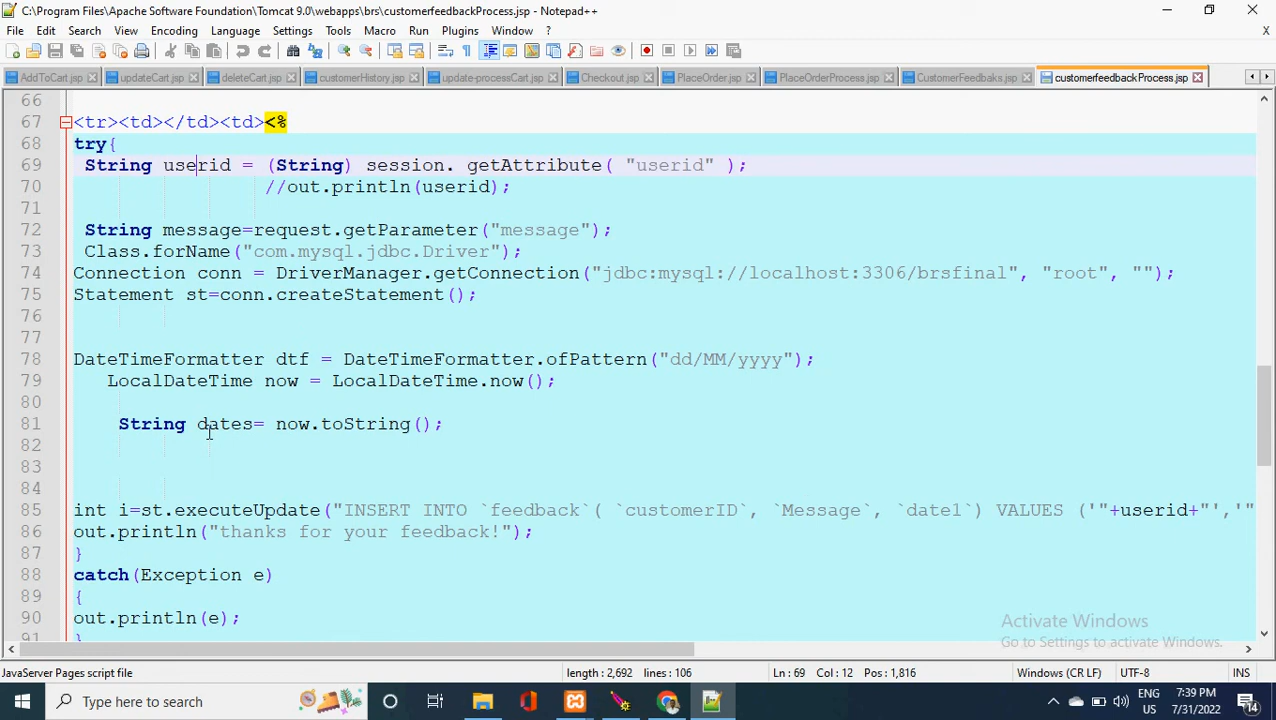 C:\Program Files\Apache Software Foundation\Tomcat 9.0\webapps\brs\customerfeedbackProcess.jsp - Notepad++
File Edit Search View Encoding Language Settings Tools Macro Run Plugins Window ? X
AddToCart.jsp updateCart.jsp deleteCart.jsp customerHistory.jsp update-processCart.jsp Checkout.jsp PlaceOrder.jsp PlaceOrderProcess.jsp CustomerFeedbaks.jsp customerfeedbackProcess.jsp
66
67 <tr><td></td><td><%
68 try{
69 String userid = (String) session. getAttribute( "userid" );
70 //out.println(userid);
71
72 String message=request.getParameter("message");
73 Class.forName("com.mysql.jdbc.Driver");
74 Connection conn = DriverManager.getConnection("jdbc:mysql://localhost:3306/brsfinal", "root", "");
75 Statement st=conn.createStatement();
76
77
78 DateTimeFormatter dtf = DateTimeFormatter.ofPattern("dd/MM/yyyy");
79 LocalDateTime now = LocalDateTime.now();
80
81 String dates= now.toString();
82
83
84
85 int i=st.executeUpdate("INSERT INTO `feedback`( `customerID`, `Message`, `date1`) VALUES ('"+userid+"','"
86 out.println("thanks for your feedback!");
87 }
88 catch(Exception e)
89 {
90 out.println(e);
91 }
Activate Windows
Go to Settings to activate Windows.
JavaServer Pages script file length : 2,692 lines : 106 Ln : 69 Col : 12 Pos : 1,816 Windows (CR LF) UTF-8 INS
Type here to search
ENG
US
7:39 PM
7/31/2022
14